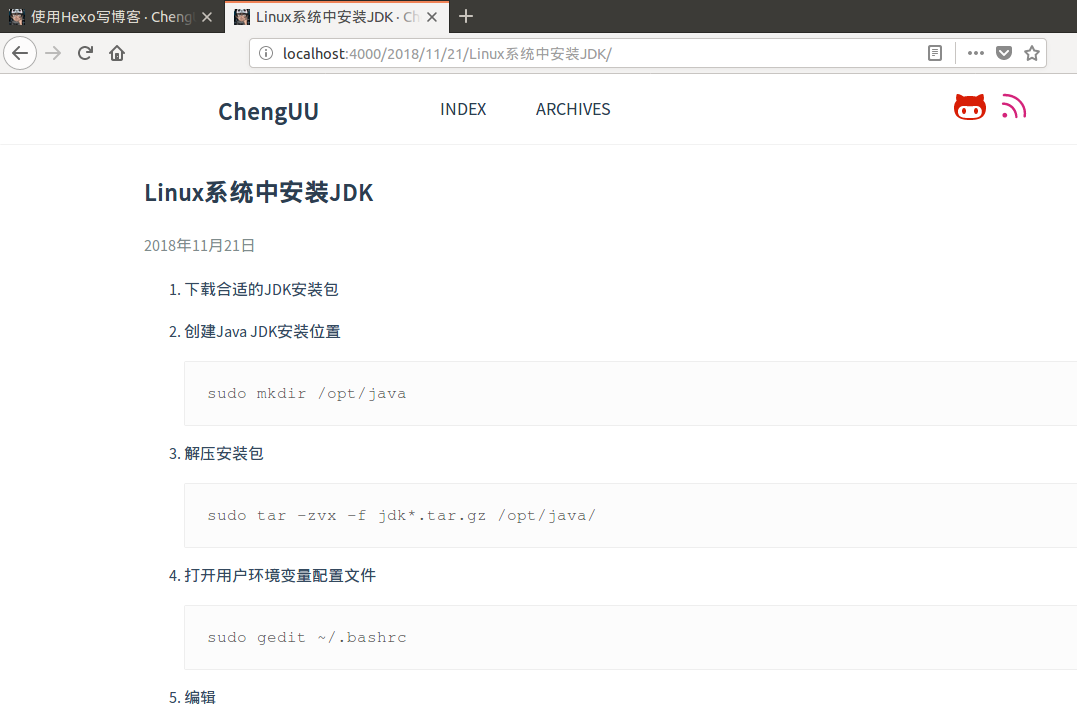 使用Hexo写博客 · Cheng
Linux系统中安装JDK · Ch
localhost:4000/2018/11/21/Linux系统中安装JDK/
ChengUU INDEX ARCHIVES
Linux系统中安装JDK
2018年11月21日
1. 下载合适的JDK安装包
2. 创建Java JDK安装位置
sudo mkdir /opt/java
3. 解压安装包
sudo tar -zvx -f jdk*.tar.gz /opt/java/
4. 打开用户环境变量配置文件
sudo gedit ~/.bashrc
5. 编辑